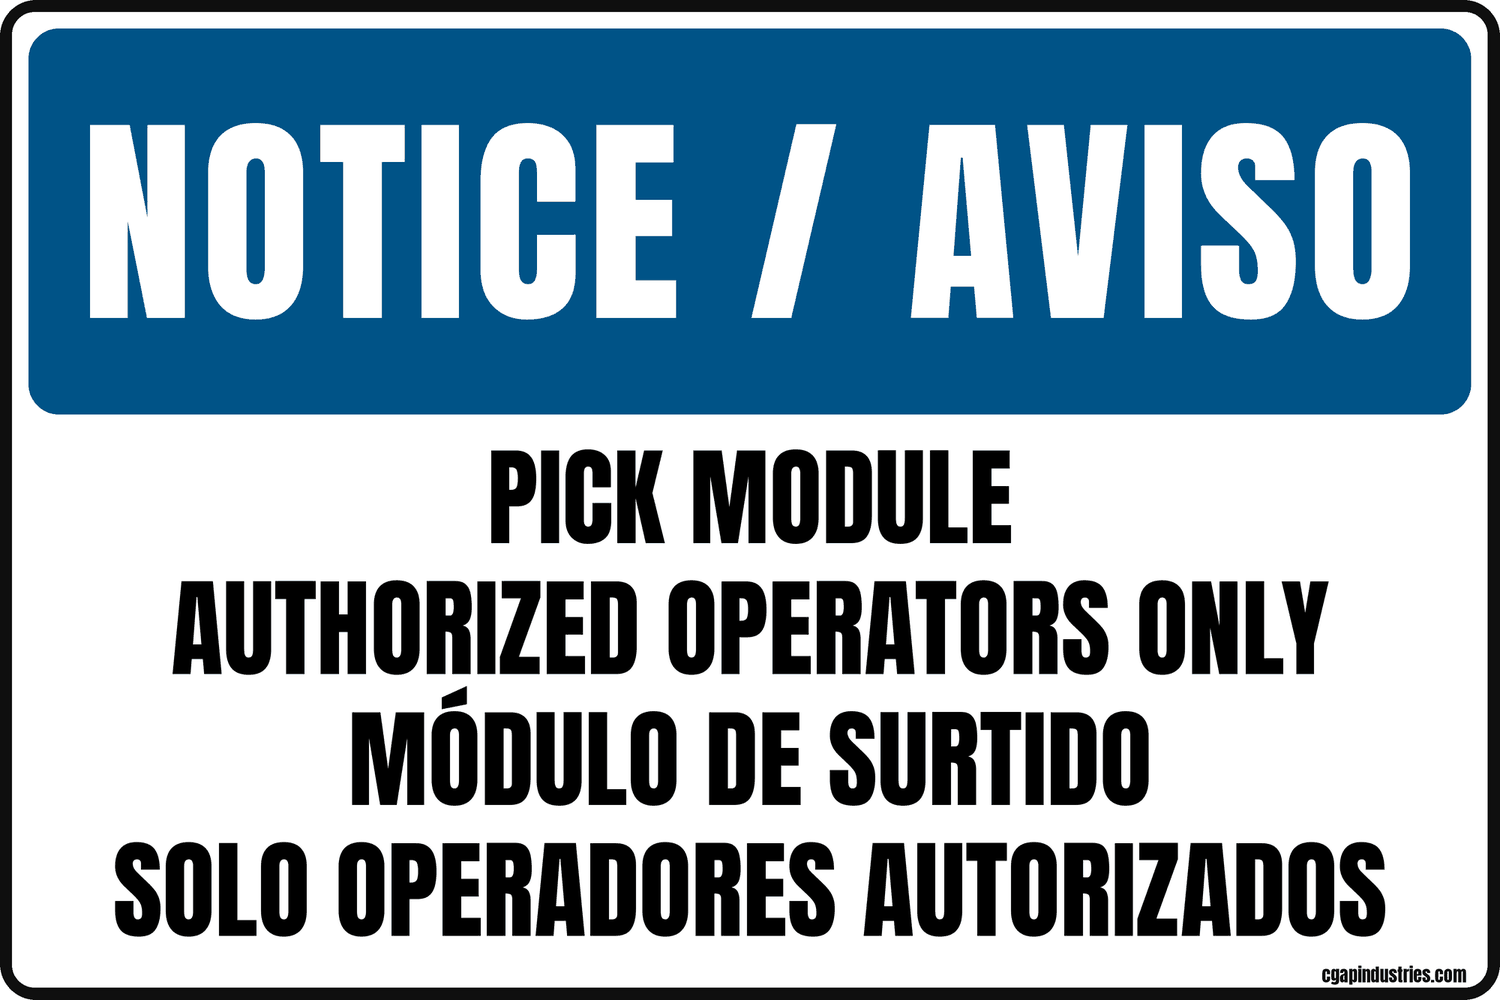 NOTICE / AVISO
PICK MODULE
AUTHORIZED OPERATORS ONLY
MÓDULO DE SURTIDO
SOLO OPERADORES AUTORIZADOS
cgapindustries.com